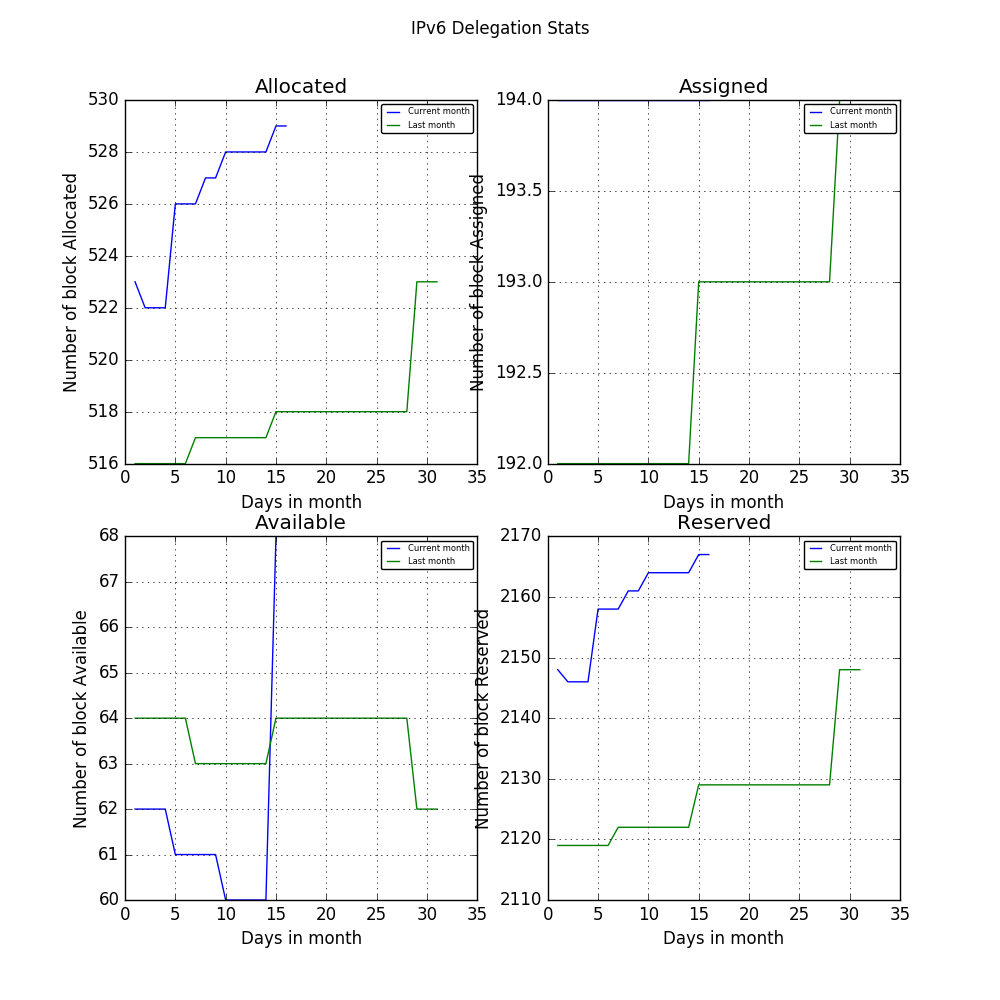 IPv6 Delegation Stats
Allocated
Number of block Allocated
530
528
526
524
522
520
518
516
0 5 10 15 20 25 30 35
Days in month
Current month
Last month
Assigned
Number of block Assigned
194.0
193.5
193.0
192.5
192.0
0 5 10 15 20 25 30 35
Days in month
Current month
Last month
Available
Number of block Available
68
67
66
65
64
63
62
61
60
0 5 10 15 20 25 30 35
Days in month
Current month
Last month
Reserved
Number of block Reserved
2170
2160
2150
2140
2130
2120
2110
0 5 10 15 20 25 30 35
Days in month
Current month
Last month